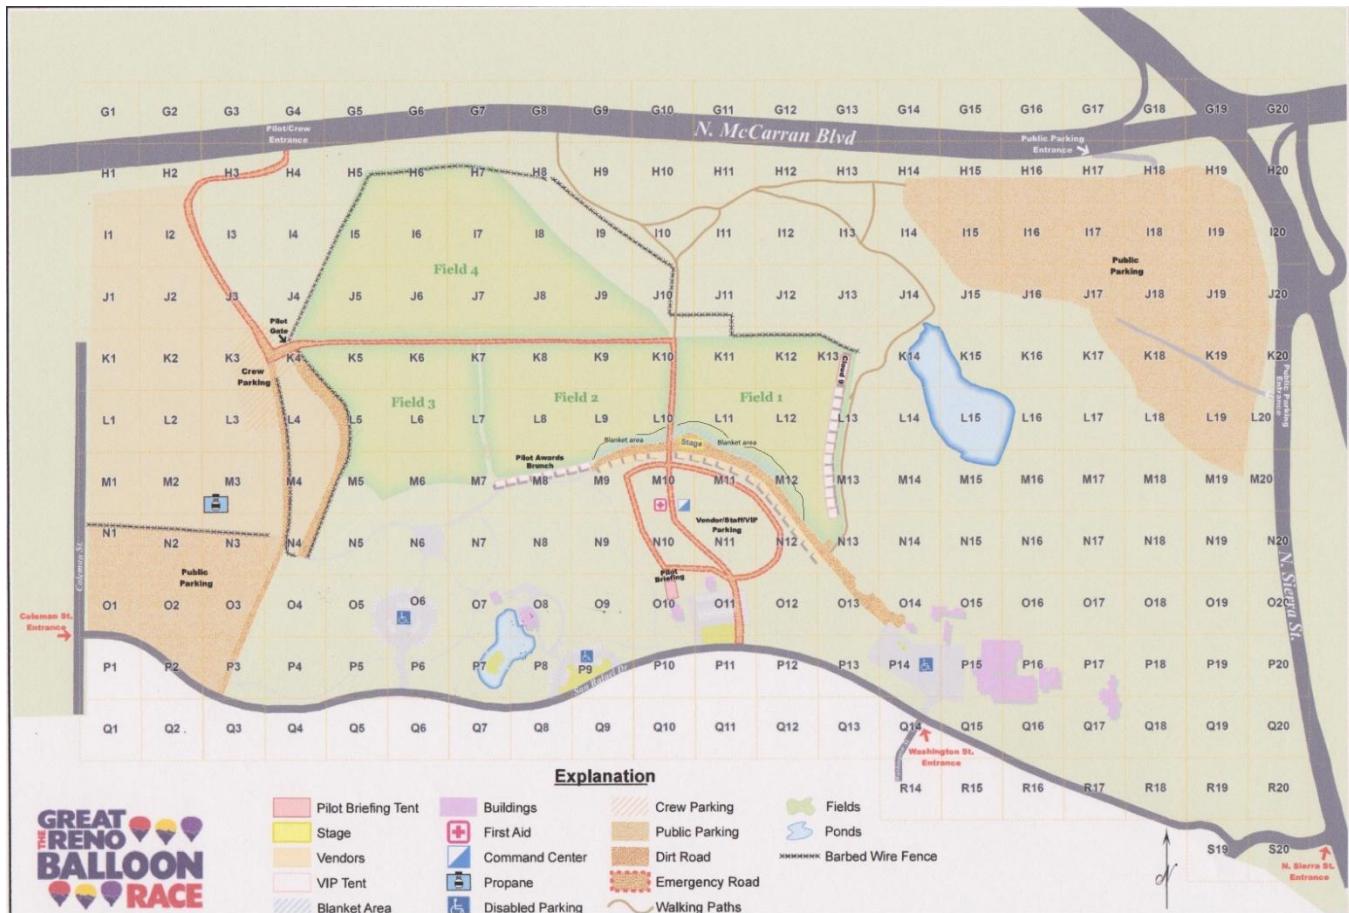 G1 G2 G3 G4 G5 G6 G7 G8 G9 G10 G11 G12 G13 G14 G15 G16 G17 G18 G19 G20
Pilot/Crew
Entrance
N. McCarran Blvd
Public Parking
Entrance
H1 H2 H3 H4 H5 H6 H7 H8 H9 H10 H11 H12 H13 H14 H15 H16 H17 H18 H19 H20
I1 I2 I3 I4 I5 I6 I7 I8 I9 I10 I11 I12 I13 I14 I15 I16 I17 I18 I19 I20
Field 4
Public
Parking
J1 J2 J3 J4 J5 J6 J7 J8 J9 J10 J11 J12 J13 J14 J15 J16 J17 J18 J19 J20
Pilot
Gate
K1 K2 K3 K4 K5 K6 K7 K8 K9 K10 K11 K12 K13 K14 K15 K16 K17 K18 K19 K20
Crew
Parking
Cloud 9
Public Parking
Entrance
Field 3
Field 2
Field 1
L1 L2 L3 L4 L5 L6 L7 L8 L9 L10 L11 L12 L13 L14 L15 L16 L17 L18 L19 L20
Blanket area
Stage
Blanket area
Pilot Awards
Brunch
M1 M2 M3 M4 M5 M6 M7 M8 M9 M10 M11 M12 M13 M14 M15 M16 M17 M18 M19 M20
Vendor/Staff/VIP
Parking
N1 N2 N3 N4 N5 N6 N7 N8 N9 N10 N11 N12 N13 N14 N15 N16 N17 N18 N19 N20
Coleman St.
Public
Parking
Pilot
Briefing
N. Sierra St.
O1 O2 O3 O4 O5 O6 O7 O8 O9 O10 O11 O12 O13 O14 O15 O16 O17 O18 O19 O20
Coleman St.
Entrance
P1 P2 P3 P4 P5 P6 P7 P8 P9 P10 P11 P12 P13 P14 P15 P16 P17 P18 P19 P20
San Rafael Dr
Q1 Q2 Q3 Q4 Q5 Q6 Q7 Q8 Q9 Q10 Q11 Q12 Q13 Q14 Q15 Q16 Q17 Q18 Q19 Q20
Washington St.
Entrance
R14 R15 R16 R17 R18 R19 R20
S19 S20
N. Sierra St.
Entrance
N
THE
GREAT
RENO
BALLOON
RACE
Explanation
Pilot Briefing Tent
Stage
Vendors
VIP Tent
Blanket Area
Buildings
First Aid
Command Center
Propane
Disabled Parking
Crew Parking
Public Parking
Dirt Road
Emergency Road
Walking Paths
Fields
Ponds
Barbed Wire Fence